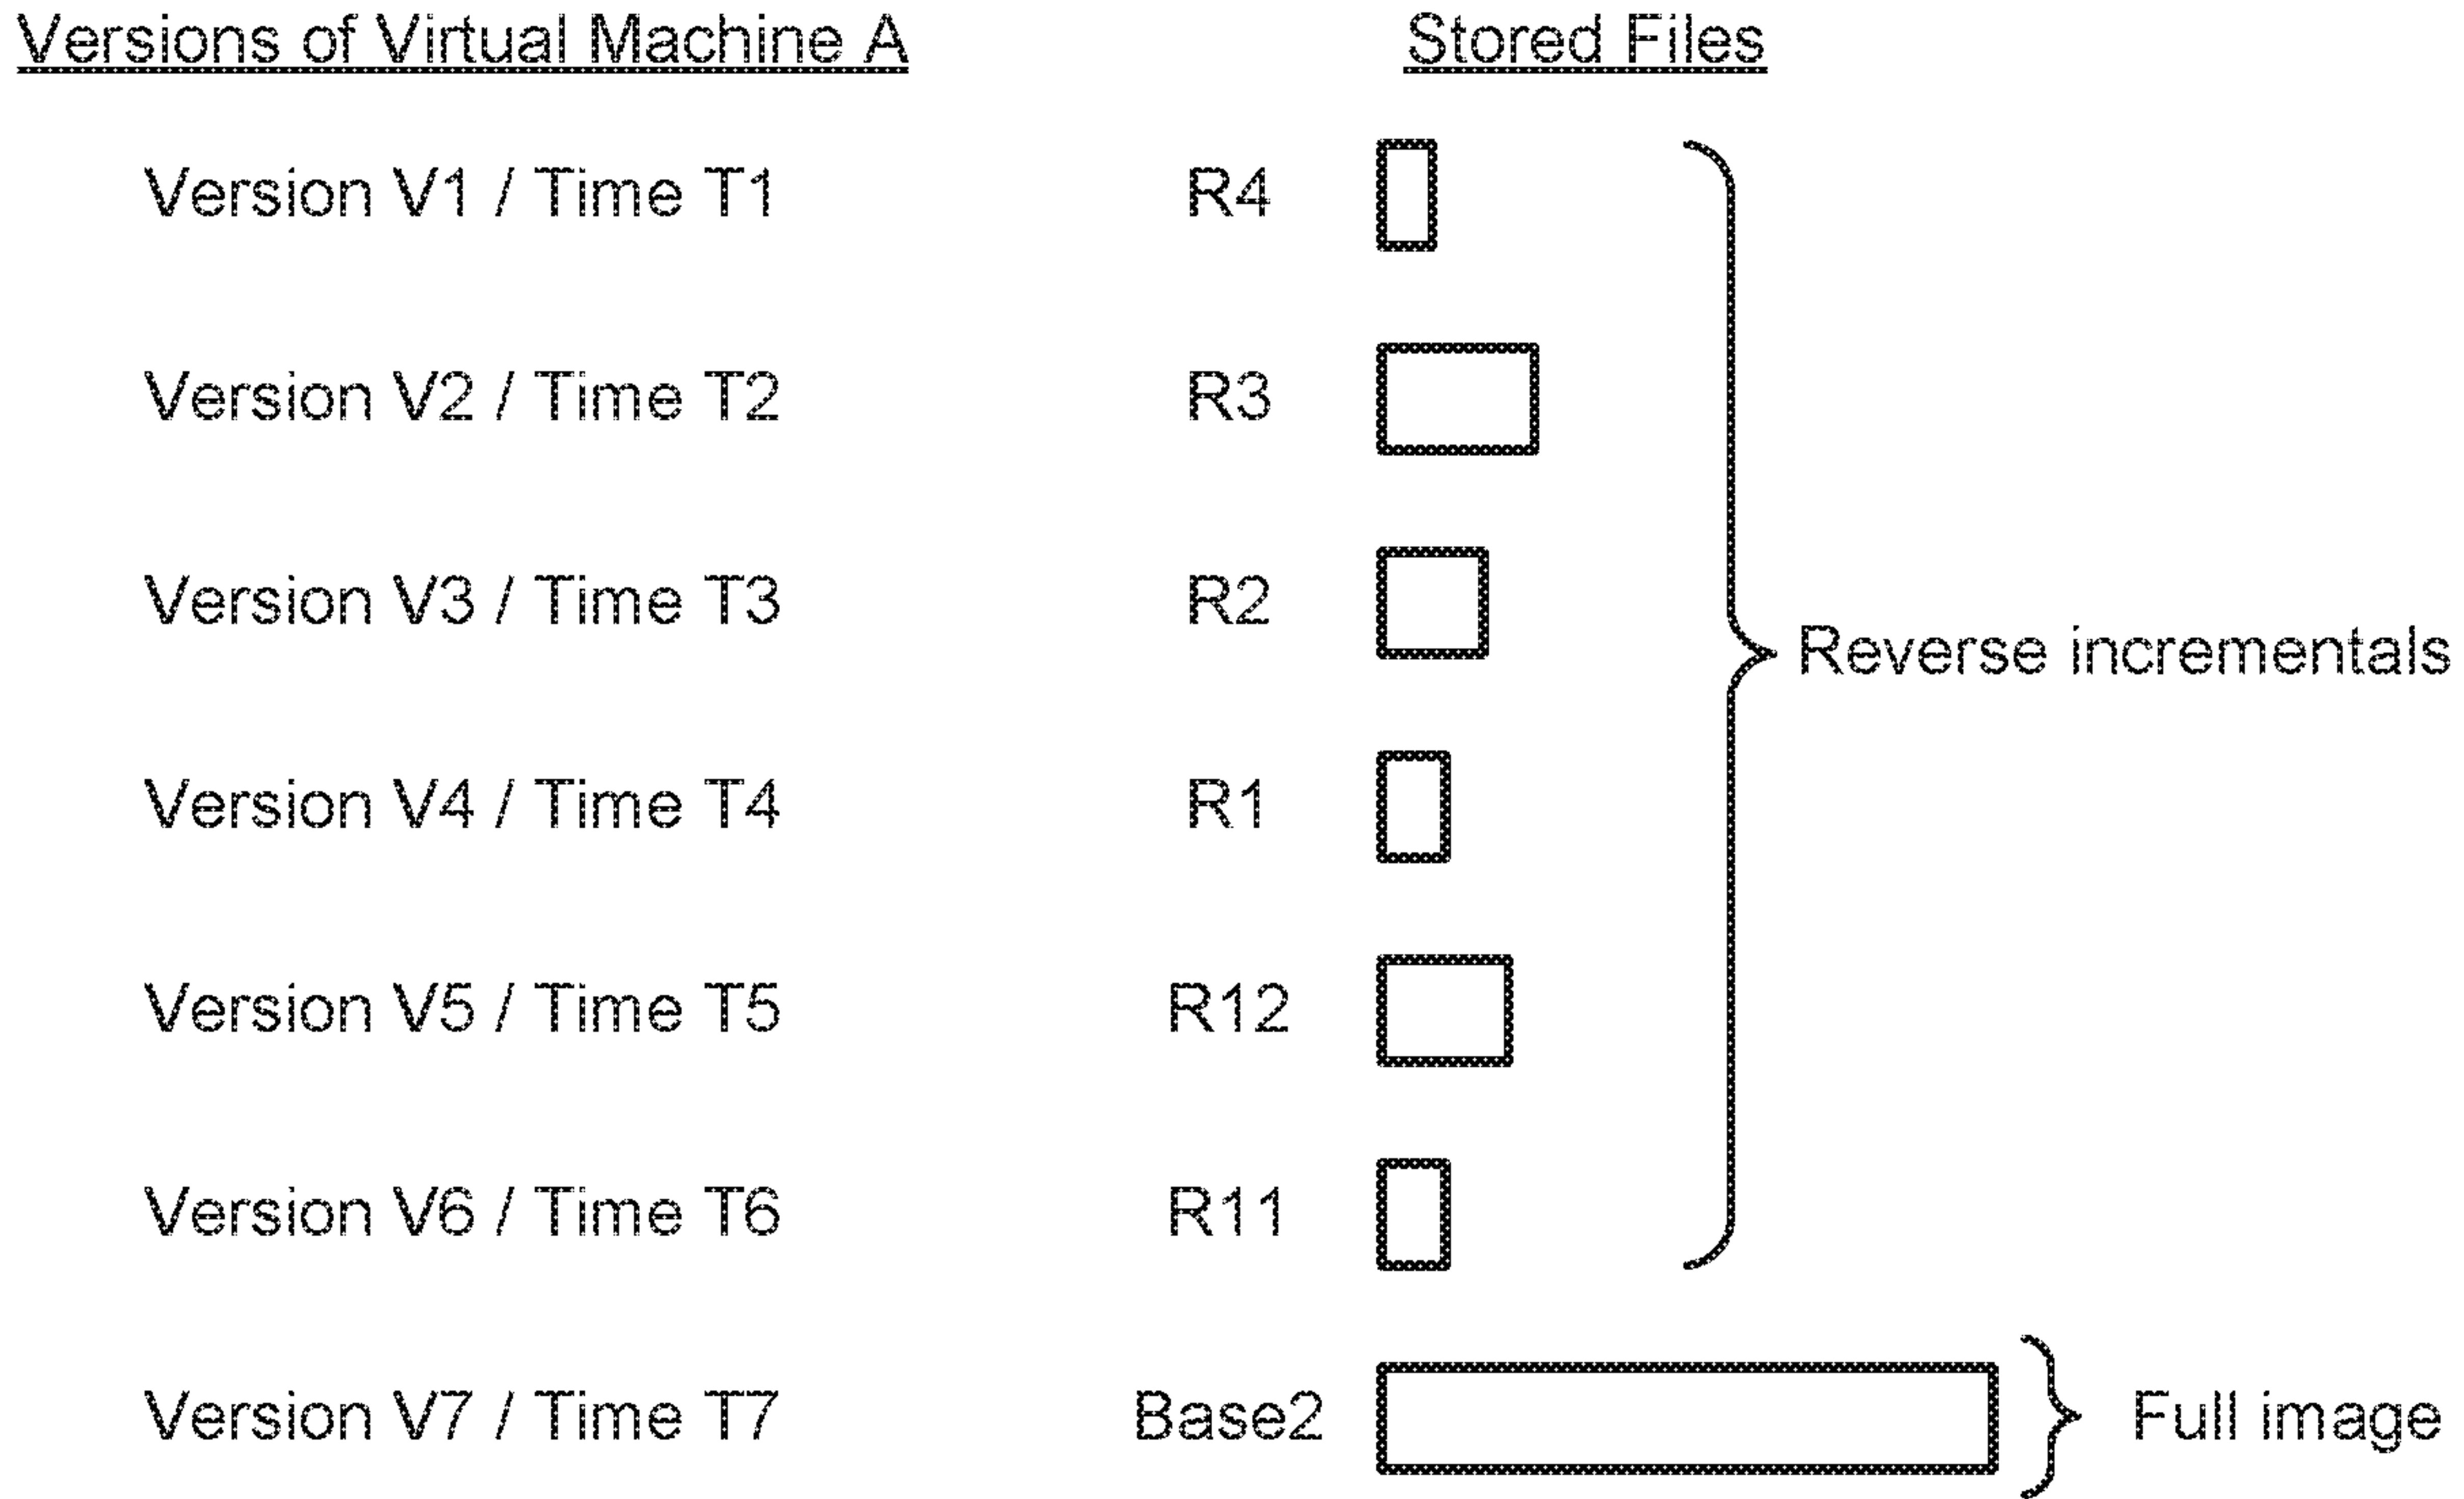 Versions of Virtual Machine A Stored Files
Version V1 / Time T1 R4
Version V2 / Time T2 R3
Version V3 / Time T3 R2
Reverse incrementals
Version V4 / Time T4 R1
Version V5 / Time T5 R12
Version V6 / Time T6 R11
Version V7 / Time T7 Base2 Full image